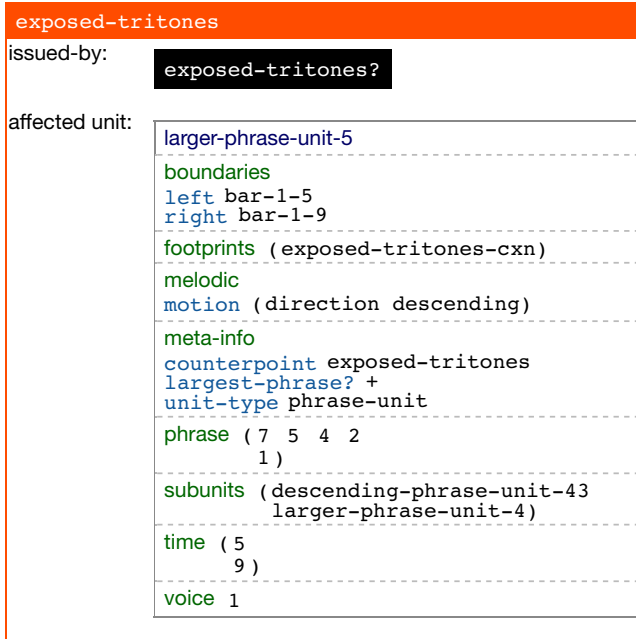 exposed-tritones
issued-by:
exposed-tritones?
affected unit:
larger-phrase-unit-5
boundaries
left bar-1-5
right bar-1-9
footprints (exposed-tritones-cxn)
melodic
motion (direction descending)
meta-info
counterpoint exposed-tritones
largest-phrase? +
unit-type phrase-unit
phrase (7 5 4 2
1)
subunits (descending-phrase-unit-43
larger-phrase-unit-4)
time (5
9)
voice 1